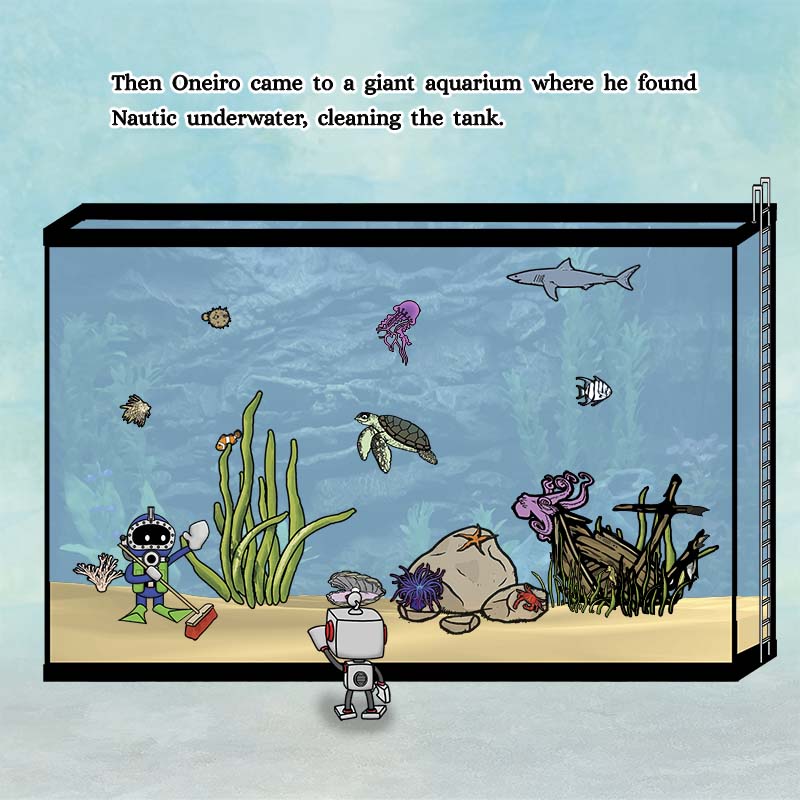 Then Oneiro came to a giant aquarium where he found
Nautic underwater, cleaning the tank.